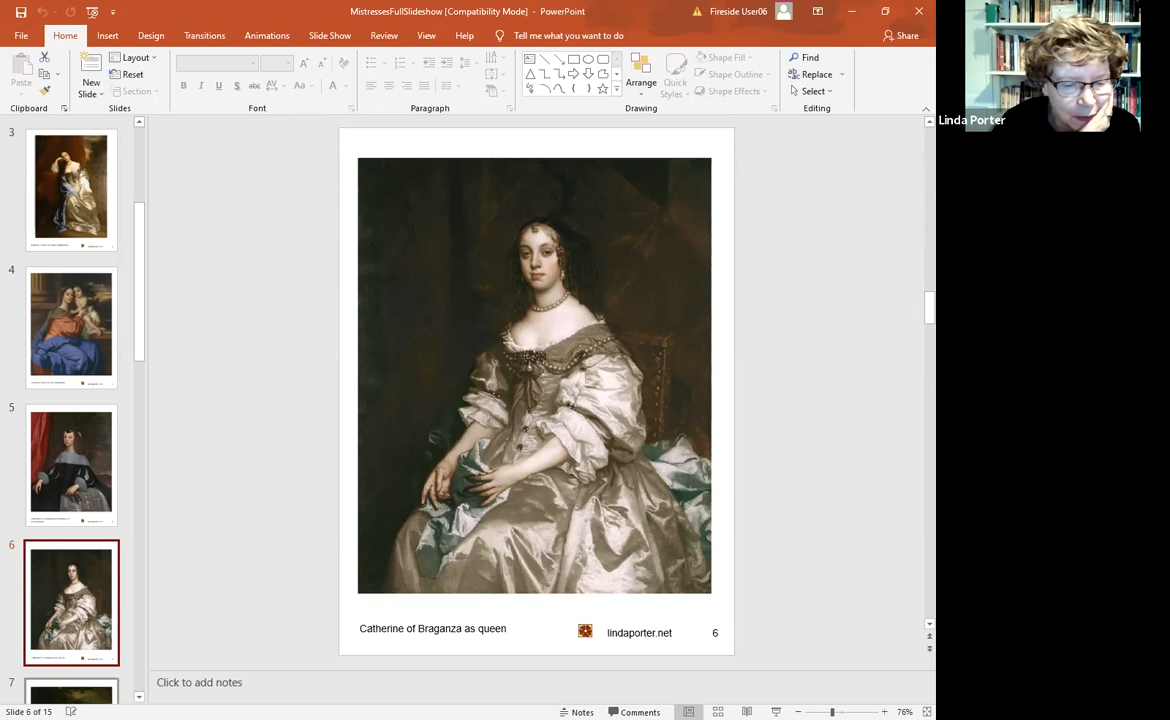 MistressesFullSlideshow [Compatibility Mode] - PowerPoint
Fireside User06
File Home Insert Design Transitions Animations Slide Show Review View Help Tell me what you want to do Share
Paste
New Slide
Layout
Reset
Section
Arrange
Quick Styles
Shape Fill
Shape Outline
Shape Effects
Find
Replace
Select
Clipboard Slides Font Paragraph Drawing Editing
Linda Porter
3
4
5
6
7
Catherine of Braganza as queen lindaporter.net 6
Click to add notes
Slide 6 of 15 Notes Comments 76%